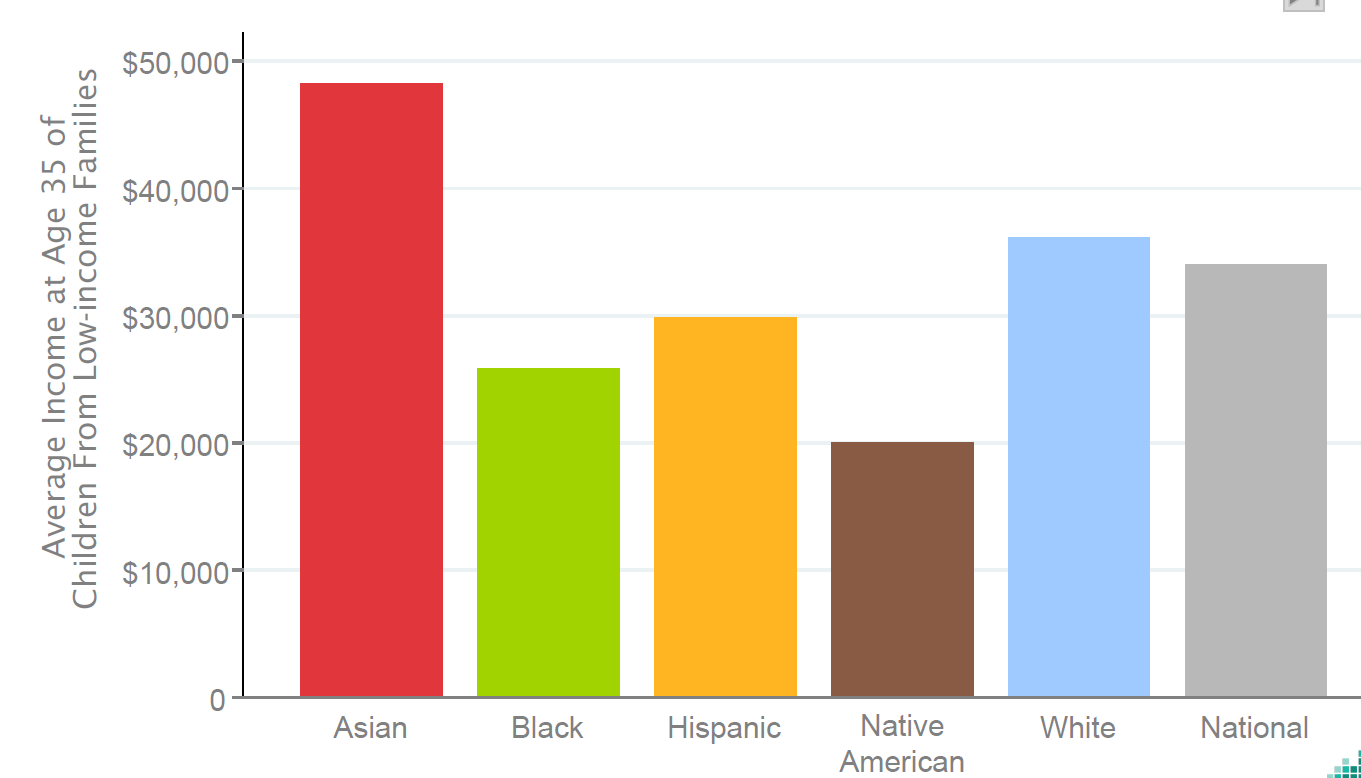 Average Income at Age 35 of
Children From Low-income Families
$50,000
$40,000
$30,000
$20,000
$10,000
0
Asian
Black
Hispanic
Native
American
White
National